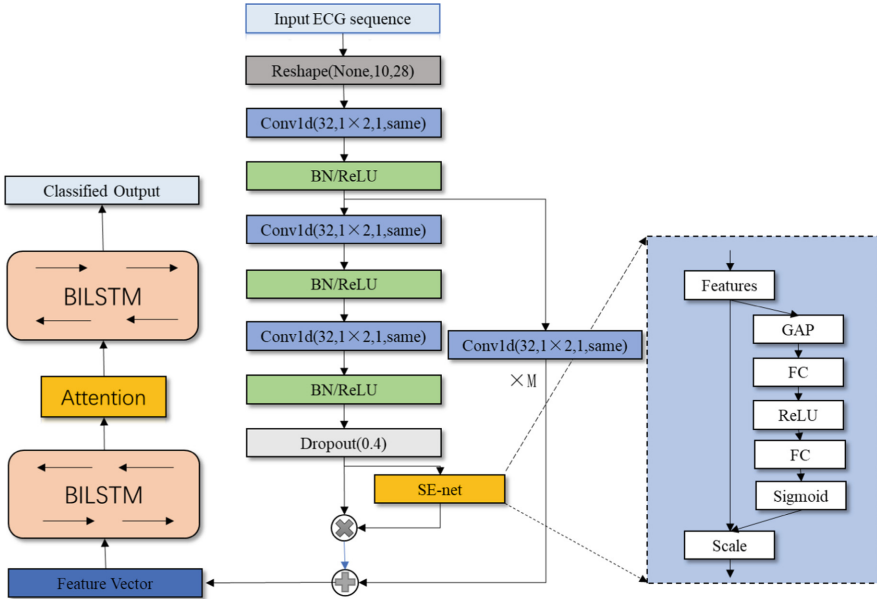 Input ECG sequence
Reshape(None,10,28)
Conv1d(32,1×2,1,same)
BN/ReLU
Conv1d(32,1×2,1,same)
BN/ReLU
Conv1d(32,1×2,1,same)
BN/ReLU
Dropout(0.4)
SE-net
Conv1d(32,1×2,1,same)
×M
Features
GAP
FC
ReLU
FC
Sigmoid
Scale
Feature Vector
BILSTM
Attention
BILSTM
Classified Output